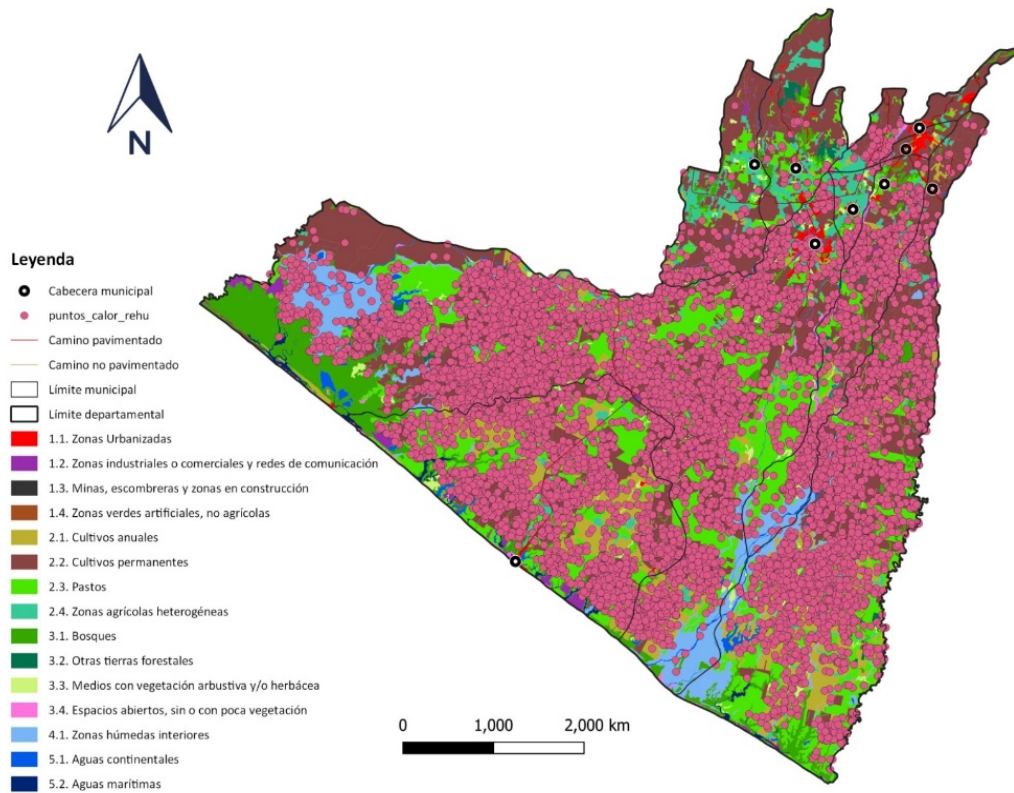 N
Leyenda
Cabecera municipal
puntos_calor_rehu
Camino pavimentado
Camino no pavimentado
Límite municipal
Límite departamental
1.1. Zonas Urbanizadas
1.2. Zonas industriales o comerciales y redes de comunicación
1.3. Minas, escombreras y zonas en construcción
1.4. Zonas verdes artificiales, no agrícolas
2.1. Cultivos anuales
2.2. Cultivos permanentes
2.3. Pastos
2.4. Zonas agrícolas heterogéneas
3.1. Bosques
3.2. Otras tierras forestales
3.3. Medios con vegetación arbustiva y/o herbácea
3.4. Espacios abiertos, sin o con poca vegetación
4.1. Zonas húmedas interiores
5.1. Aguas continentales
5.2. Aguas marítimas
0 1,000 2,000 km